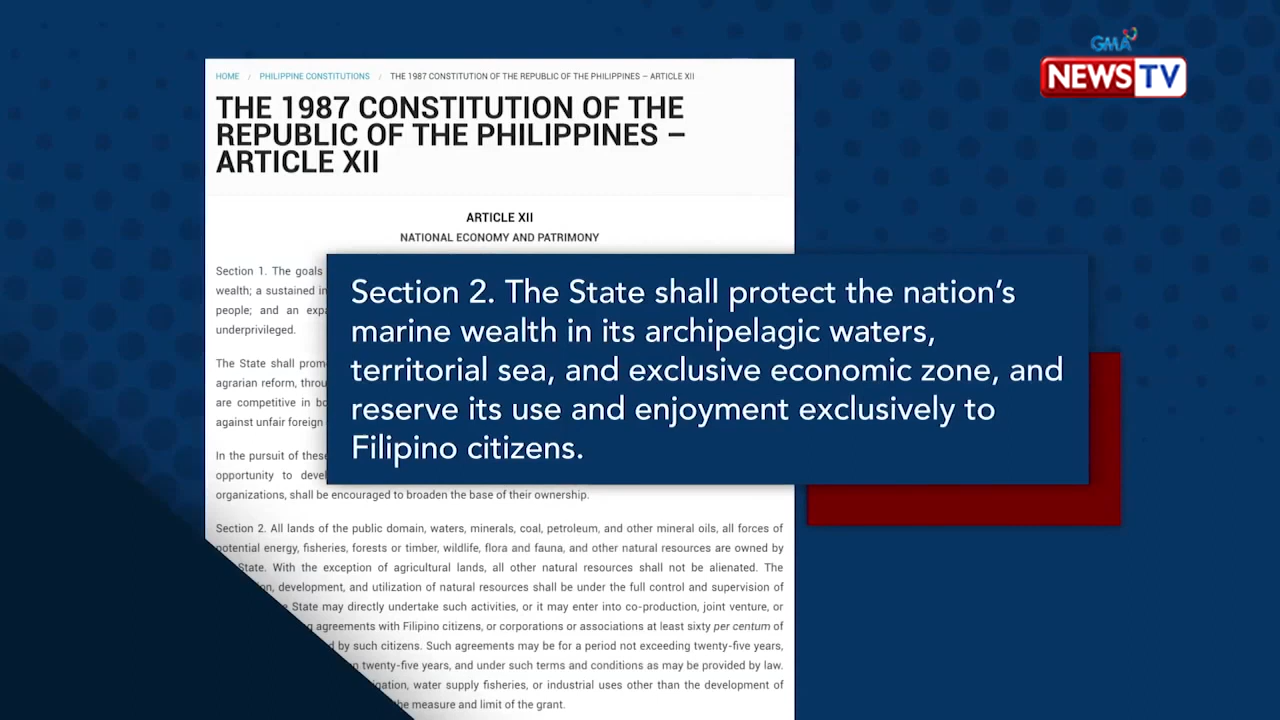 GMA
NEWS TV
HOME / PHILIPPINE CONSTITUTIONS / THE 1987 CONSTITUTION OF THE REPUBLIC OF THE PHILIPPINES – ARTICLE XII
THE 1987 CONSTITUTION OF THE
REPUBLIC OF THE PHILIPPINES –
ARTICLE XII
ARTICLE XII
NATIONAL ECONOMY AND PATRIMONY
Section 1. The goals
wealth; a sustained in
people; and an expa
underprivileged.
The State shall prom
agrarian reform, throu
are competitive in bo
against unfair foreign
In the pursuit of these
opportunity to devel
organizations, shall be encouraged to broaden the base of their ownership.
Section 2. The State shall protect the nation’s
marine wealth in its archipelagic waters,
territorial sea, and exclusive economic zone, and
reserve its use and enjoyment exclusively to
Filipino citizens.
Section 2. All lands of the public domain, waters, minerals, coal, petroleum, and other mineral oils, all forces of
potential energy, fisheries, forests or timber, wildlife, flora and fauna, and other natural resources are owned by
State. With the exception of agricultural lands, all other natural resources shall not be alienated. The
on, development, and utilization of natural resources shall be under the full control and supervision of
e State may directly undertake such activities, or it may enter into co-production, joint venture, or
g agreements with Filipino citizens, or corporations or associations at least sixty per centum of
d by such citizens. Such agreements may be for a period not exceeding twenty-five years,
n twenty-five years, and under such terms and conditions as may be provided by law.
igation, water supply fisheries, or industrial uses other than the development of
he measure and limit of the grant.